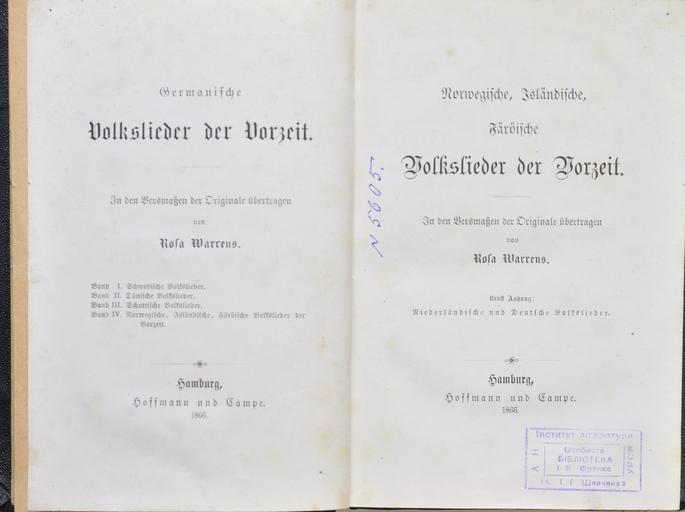 Germanische
Volkslieder der Vorzeit.
In den Versmaßen der Originale übertragen
von
Rosa Warrens.
Band I. Schwedische Volkslieder,
Band II. Dänische Volkslieder,
Band III. Schottische Volkslieder,
Band IV. Norwegische, Isländische, Färöische Volkslieder der
Vorzeit.
Hamburg,
Hoffmann und Campe.
1866.
Norwegische, Isländische,
Färöische
Volkslieder der Vorzeit.
In den Versmaßen der Originale übertragen
von
Rosa Warrens.
Nebst Anhang:
Niederländische und Deutsche Volkslieder.
Hamburg,
Hoffmann und Campe.
1866.
Інститут літератури
АН
УРСР
Особиста
БІБЛІОТЕКА
І Франка
ім. Т Г Шевченка